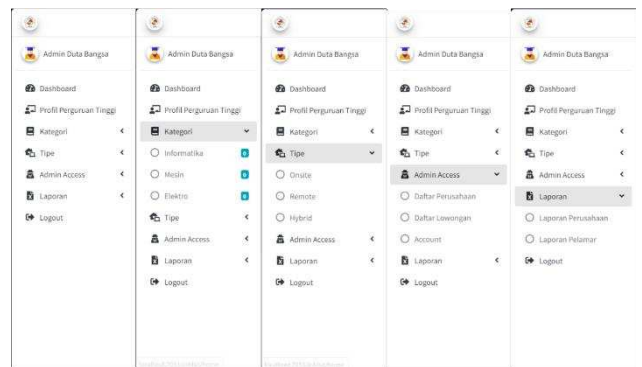 Admin Duta Bangsa
Dashboard
Profil Perguruan Tinggi
Kategori
Tipe
Admin Access
Laporan
Logout
Admin Duta Bangsa
Dashboard
Profil Perguruan Tinggi
Kategori
Informatika 0
Mesin 0
Elektro 0
Tipe
Admin Access
Laporan
Logout
Admin Duta Bangsa
Dashboard
Profil Perguruan Tinggi
Kategori
Tipe
Onsite
Remote
Hybrid
Admin Access
Laporan
Logout
Admin Duta Bangsa
Dashboard
Profil Perguruan Tinggi
Kategori
Tipe
Admin Access
Daftar Perusahaan
Daftar Lowongan
Account
Laporan
Logout
Admin Duta Bangsa
Dashboard
Profil Perguruan Tinggi
Kategori
Tipe
Admin Access
Laporan
Laporan Perusahaan
Laporan Pelamar
Logout